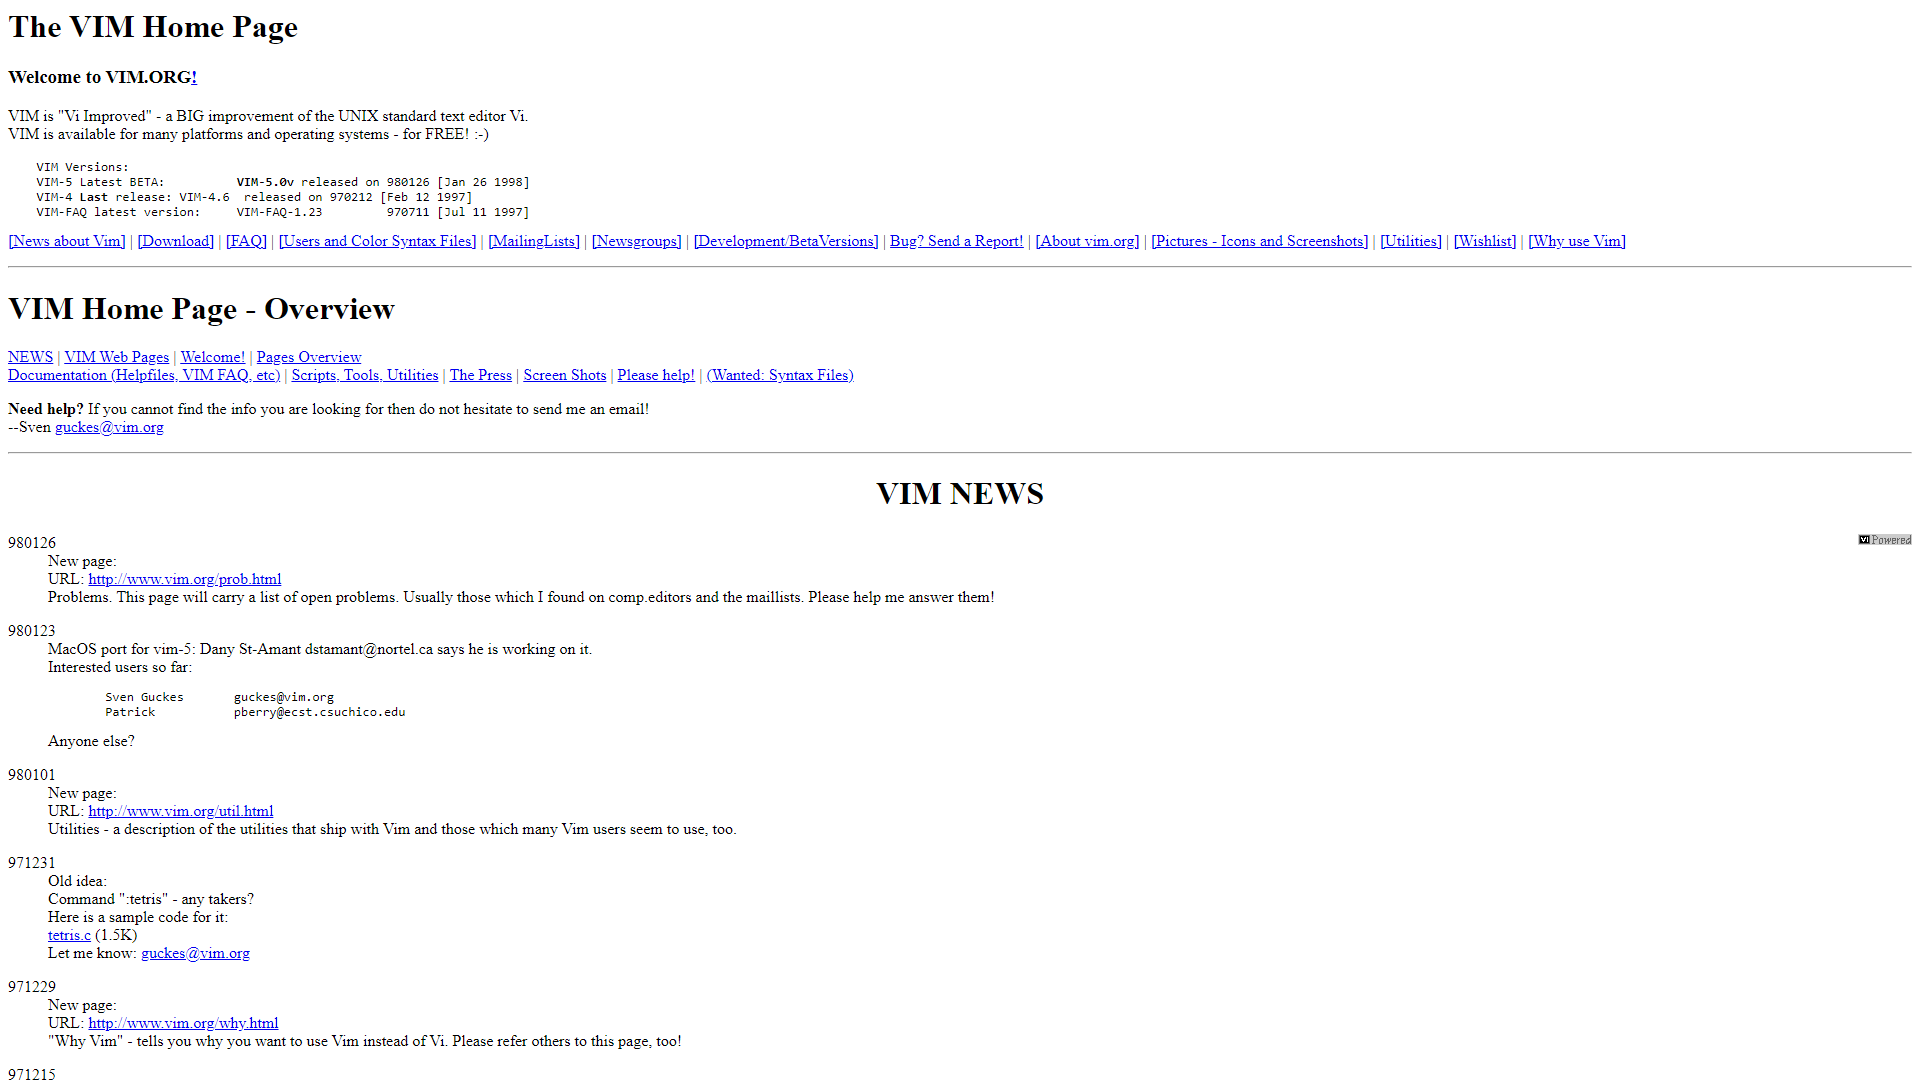 The VIM Home Page
Welcome to VIM.ORG!
VIM is "Vi Improved" - a BIG improvement of the UNIX standard text editor Vi.
VIM is available for many platforms and operating systems - for FREE! :-)
VIM Versions:
VIM-5 Latest BETA: VIM-5.0v released on 980126 [Jan 26 1998]
VIM-4 Last release: VIM-4.6 released on 970212 [Feb 12 1997]
VIM-FAQ latest version: VIM-FAQ-1.23 970711 [Jul 11 1997]
[News about Vim] | [Download] | [FAQ] | [Users and Color Syntax Files] | [MailingLists] | [Newsgroups] | [Development/BetaVersions] | Bug? Send a Report! | [About vim.org] | [Pictures - Icons and Screenshots] | [Utilities] | [Wishlist] | [Why use Vim]
VIM Home Page - Overview
NEWS | VIM Web Pages | Welcome! | Pages Overview
Documentation (Helpfiles, VIM FAQ, etc) | Scripts, Tools, Utilities | The Press | Screen Shots | Please help! | (Wanted: Syntax Files)
Need help? If you cannot find the info you are looking for then do not hesitate to send me an email!
--Sven guckes@vim.org
VIM NEWS
vi Powered
980126
New page:
URL: http://www.vim.org/prob.html
Problems. This page will carry a list of open problems. Usually those which I found on comp.editors and the maillists. Please help me answer them!
980123
MacOS port for vim-5: Dany St-Amant dstamant@nortel.ca says he is working on it.
Interested users so far:
Sven Guckes guckes@vim.org
Patrick pberry@ecst.csuchico.edu
Anyone else?
980101
New page:
URL: http://www.vim.org/util.html
Utilities - a description of the utilities that ship with Vim and those which many Vim users seem to use, too.
971231
Old idea:
Command ":tetris" - any takers?
Here is a sample code for it:
tetris.c (1.5K)
Let me know: guckes@vim.org
971229
New page:
URL: http://www.vim.org/why.html
"Why Vim" - tells you why you want to use Vim instead of Vi. Please refer others to this page, too!
971215